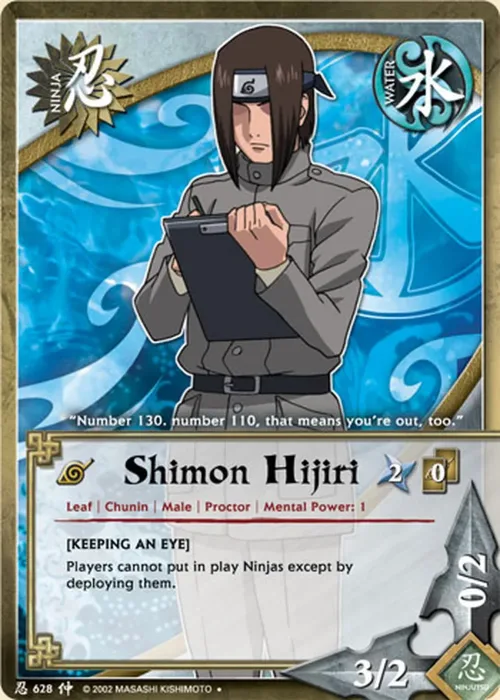 NINJA 忍
WATER 水
"Number 130. number 110, that means you're out, too."
Shimon Hijiri 2 0
Leaf | Chunin | Male | Proctor | Mental Power: 1
[KEEPING AN EYE]
Players cannot put in play Ninjas except by
deploying them.
0/2
3/2
忍
NINJUTSU
忍 628 © 2002 MASASHI KISHIMOTO